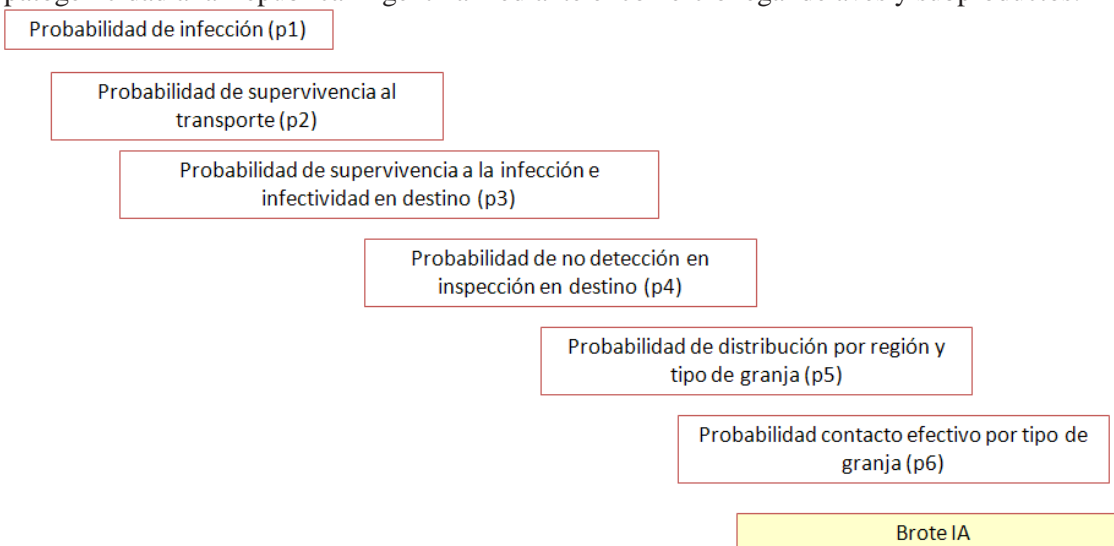 Probabilidad de infección (p1)
Probabilidad de supervivencia al
transporte (p2)
Probabilidad de supervivencia a la infección e
infectividad en destino (p3)
Probabilidad de no detección en
inspección en destino (p4)
Probabilidad de distribución por región y
tipo de granja (p5)
Probabilidad contacto efectivo por tipo de
granja (p6)
Brote IA